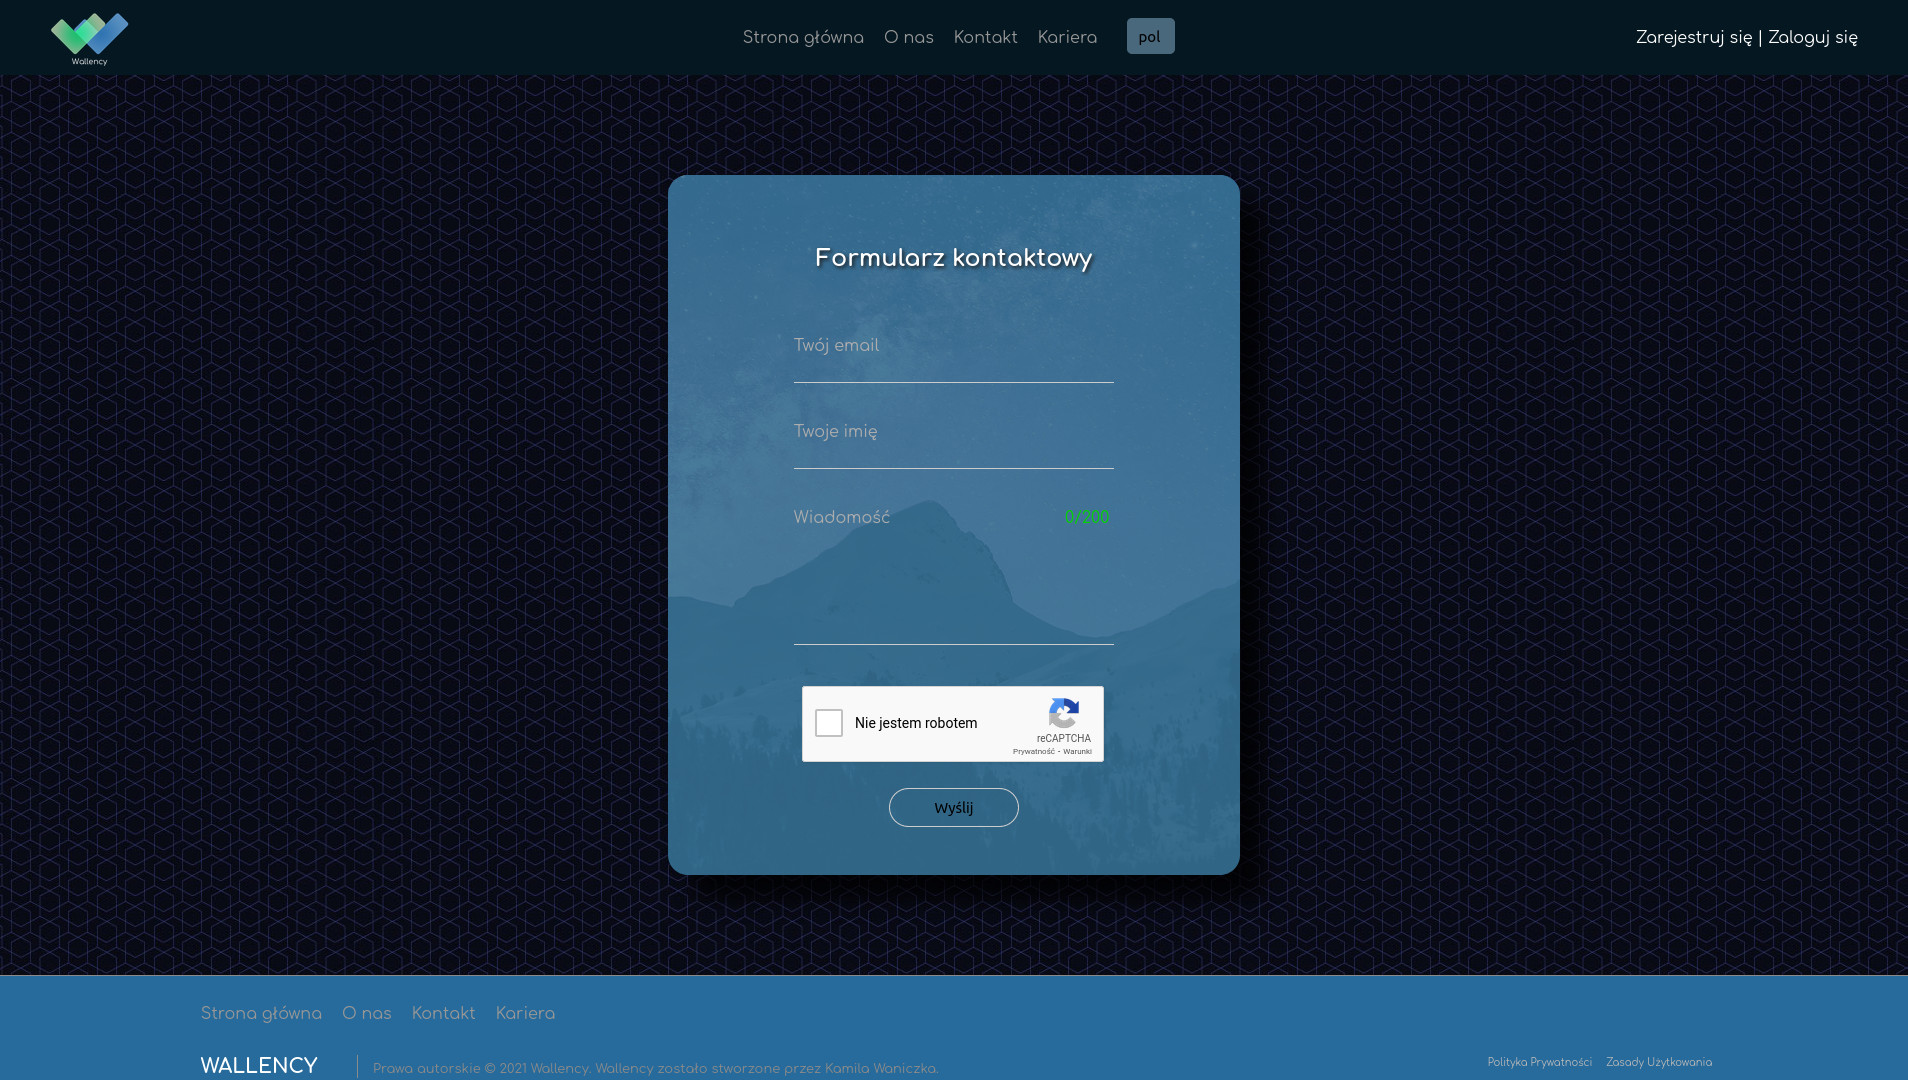 Wallency
Strona główna O nas Kontakt Kariera pol
Zarejestruj się | Zaloguj się
Formularz kontaktowy
Twój email
Twoje imię
Wiadomość 0/200
Nie jestem robotem
reCAPTCHA
Prywatność - Warunki
Wyślij
Strona główna O nas Kontakt Kariera
WALLENCY
Prawa autorskie © 2021 Wallency. Wallency zostało stworzone przez Kamila Waniczka.
Polityka Prywatności Zasady Użytkowania